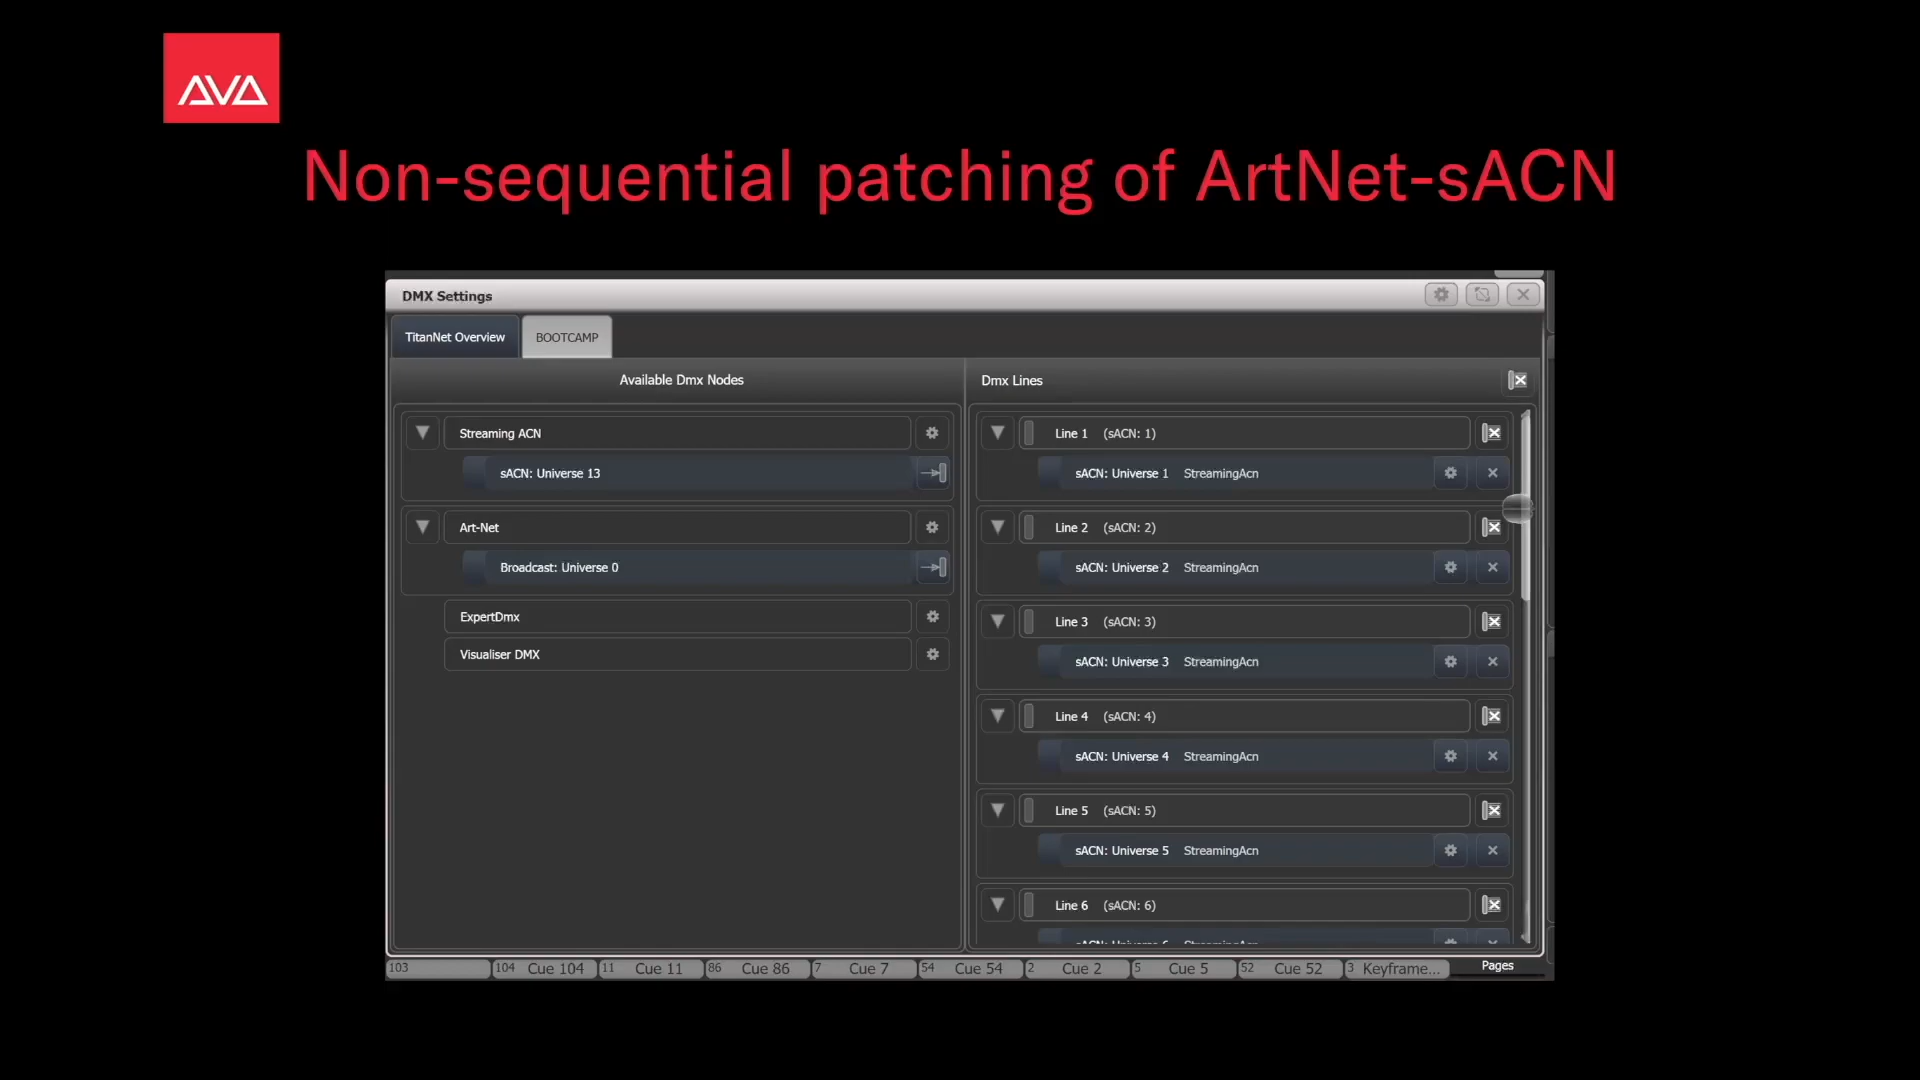 AVA
Non-sequential patching of ArtNet-sACN
DMX Settings
TitanNet Overview
BOOTCAMP
Available Dmx Nodes
Streaming ACN
sACN: Universe 13
Art-Net
Broadcast: Universe 0
ExpertDmx
Visualiser DMX
Dmx Lines
Line 1 (sACN: 1)
sACN: Universe 1 StreamingAcn
Line 2 (sACN: 2)
sACN: Universe 2 StreamingAcn
Line 3 (sACN: 3)
sACN: Universe 3 StreamingAcn
Line 4 (sACN: 4)
sACN: Universe 4 StreamingAcn
Line 5 (sACN: 5)
sACN: Universe 5 StreamingAcn
Line 6 (sACN: 6)
sACN: Universe 6 StreamingAcn
103
104 Cue 104
11 Cue 11
86 Cue 86
7 Cue 7
54 Cue 54
2 Cue 2
5 Cue 5
52 Cue 52
3 Keyframe...
Pages